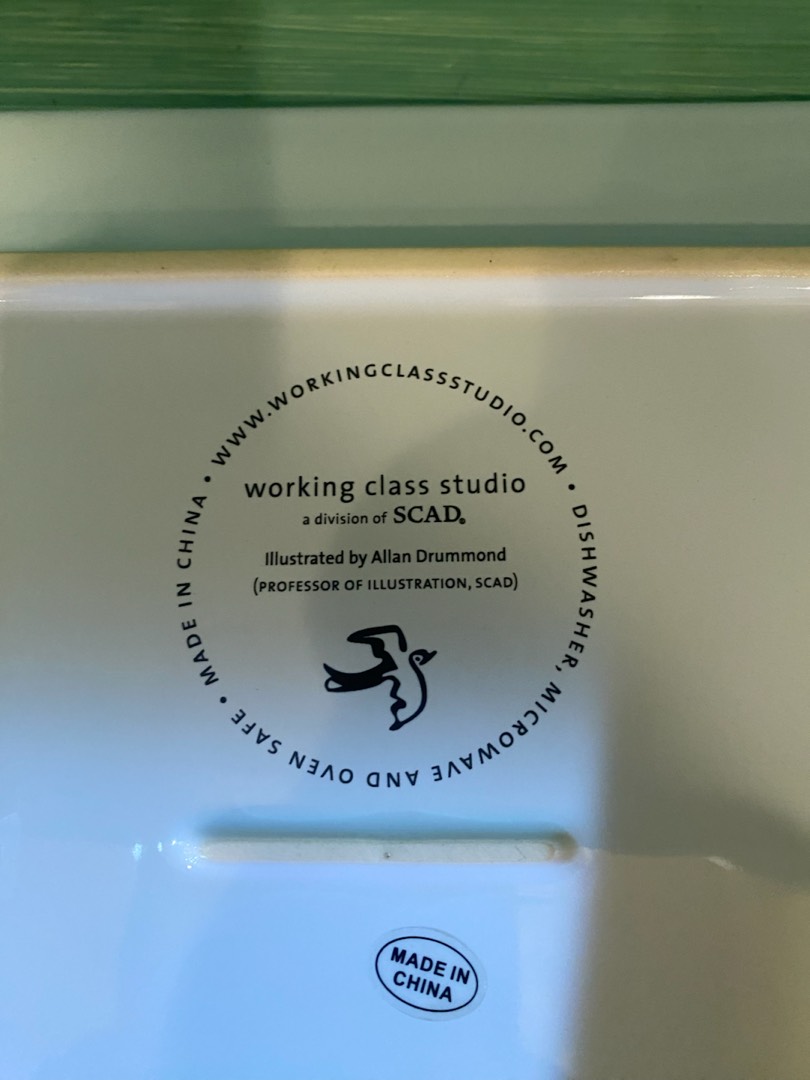 • WWW.WORKINGCLASSSTUDIO.COM • DISHWASHER, MICROWAVE AND OVEN SAFE • MADE IN CHINA
working class studio
a division of SCAD®
Illustrated by Allan Drummond
(PROFESSOR OF ILLUSTRATION, SCAD)
MADE IN
CHINA